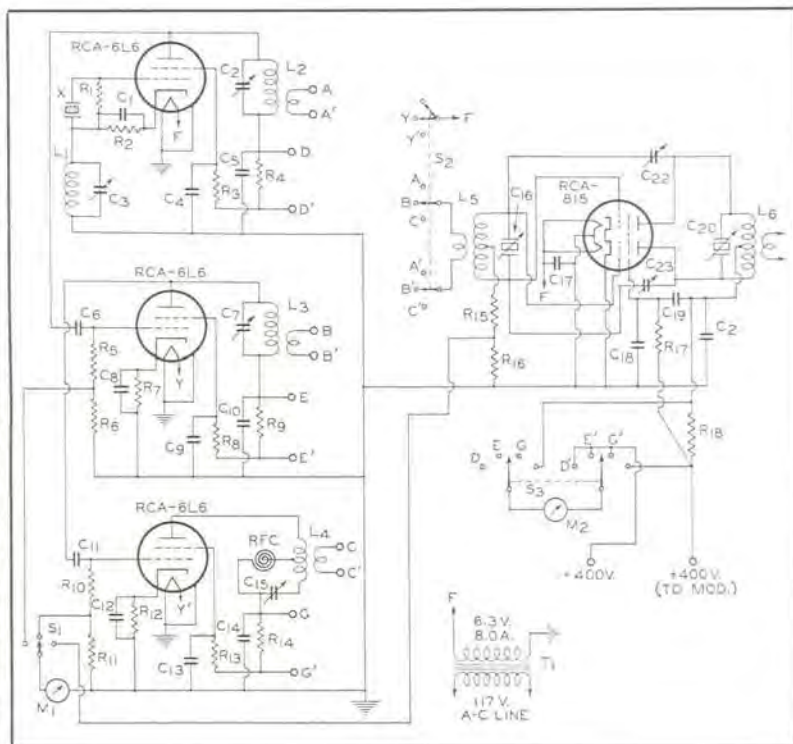 RCA-6L6
X
R1
C1
R2
F
L1
C3
C4
R3
C2
L2
A
A'
C5
D
R4
D'
RCA-6L6
C6
R5
C8
R7
R6
Y
C9
R8
C7
L3
B
B'
C10
E
R9
E'
RCA-6L6
C11
R10
C12
R12
Y'
S1
R11
M1
C13
R13
RFC
L4
C
C'
C15
C14
G
R14
G'
Y
F
Y'
S2
A
B
C
A'
B'
C'
L5
C16
RCA-
815
C22
C17
F
C20
L6
C23
C19
R15
R16
C18
R17
C2
R18
D
E
G
D'
E'
G'
S3
M2
+400V.
+400V.
(TO MOD.)
F
6.3 V.
8.0 A.
T1
117 V.
A-C LINE